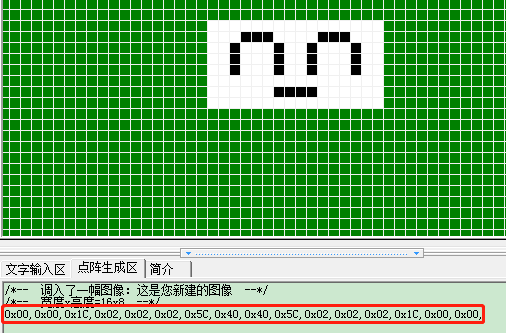 文字输入区 点阵生成区 简介
/*-- 调入了一幅图像：这是您新建的图像 --*/
/*-- 宽度x高度=16x8 --*/
0x00,0x00,0x1C,0x02,0x02,0x02,0x5C,0x40,0x40,0x5C,0x02,0x02,0x02,0x1C,0x00,0x00,